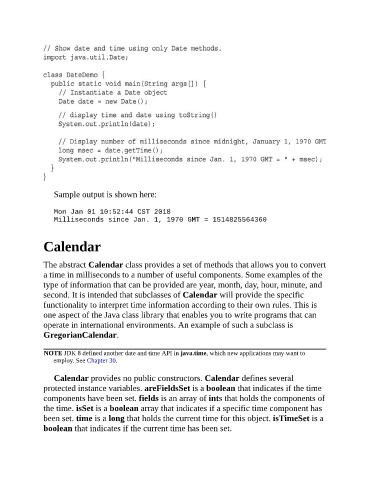 // Show date and time using only Date methods.
import java.util.Date;
class DateDemo {
public static void main(String args[]) {
// Instantiate a Date object
Date date = new Date();
// display time and date using toString()
System.out.println(date);
// Display number of milliseconds since midnight, January 1, 1970 GMT
long msec = date.getTime();
System.out.println("Milliseconds since Jan. 1, 1970 GMT = " + msec);
}
}
Sample output is shown here:
Mon Jan 01 10:52:44 CST 2018
Milliseconds since Jan. 1, 1970 GMT = 1514825564360
Calendar
The abstract Calendar class provides a set of methods that allows you to convert
a time in milliseconds to a number of useful components. Some examples of the
type of information that can be provided are year, month, day, hour, minute, and
second. It is intended that subclasses of Calendar will provide the specific
functionality to interpret time information according to their own rules. This is
one aspect of the Java class library that enables you to write programs that can
operate in international environments. An example of such a subclass is
GregorianCalendar.
NOTE JDK 8 defined another date and time API in java.time, which new applications may want to
employ. See Chapter 30.
Calendar provides no public constructors. Calendar defines several
protected instance variables. areFieldsSet is a boolean that indicates if the time
components have been set. fields is an array of ints that holds the components of
the time. isSet is a boolean array that indicates if a specific time component has
been set. time is a long that holds the current time for this object. isTimeSet is a
boolean that indicates if the current time has been set.